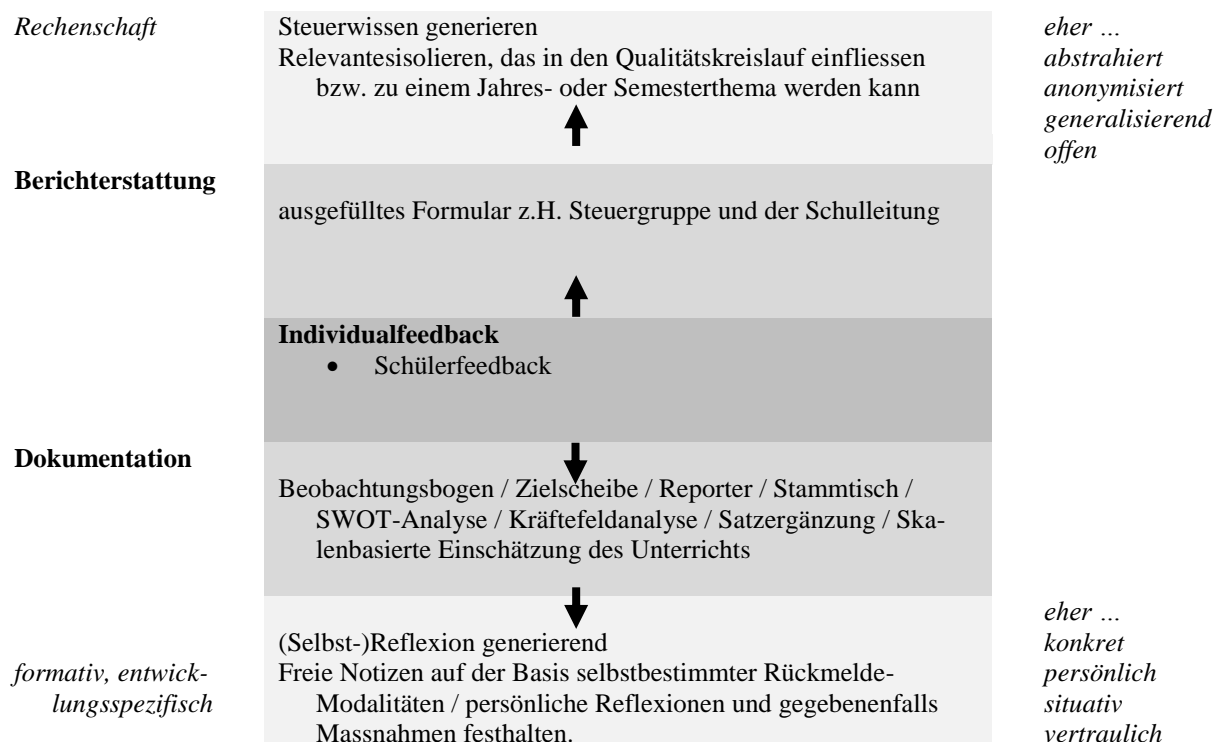 Rechenschaft
Steuerwissen generieren
Relevantesisolieren, das in den Qualitätskreislauf einfliessen
bzw. zu einem Jahres- oder Semesterthema werden kann
eher ...
abstrahiert
anonymisiert
generalisierend
offen
Berichterstattung
ausgefülltes Formular z.H. Steuergruppe und der Schulleitung
Individualfeedback
• Schülerfeedback
Dokumentation
Beobachtungsbogen / Zielscheibe / Reporter / Stammtisch /
SWOT-Analyse / Kräftefeldanalyse / Satzergänzung / Ska-
lenbasierte Einschätzung des Unterrichts
formativ, entwick-
lungsspezifisch
(Selbst-)Reflexion generierend
Freie Notizen auf der Basis selbstbestimmter Rückmelde-
Modalitäten / persönliche Reflexionen und gegebenenfalls
Massnahmen festhalten.
eher ...
konkret
persönlich
situativ
vertraulich